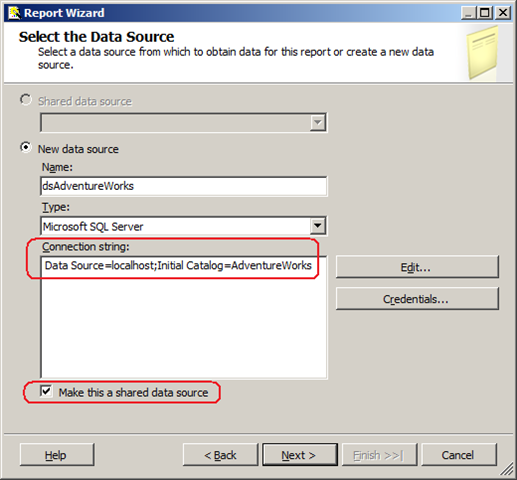 Report Wizard
Select the Data Source
Select a data source from which to obtain data for this report or create a new data
source.
Shared data source
New data source
Name:
dsAdventureWorks
Type:
Microsoft SQL Server
Connection string:
Data Source=localhost;Initial Catalog=AdventureWorks
Edit...
Credentials...
Make this a shared data source
Help
< Back
Next >
Finish >>|
Cancel